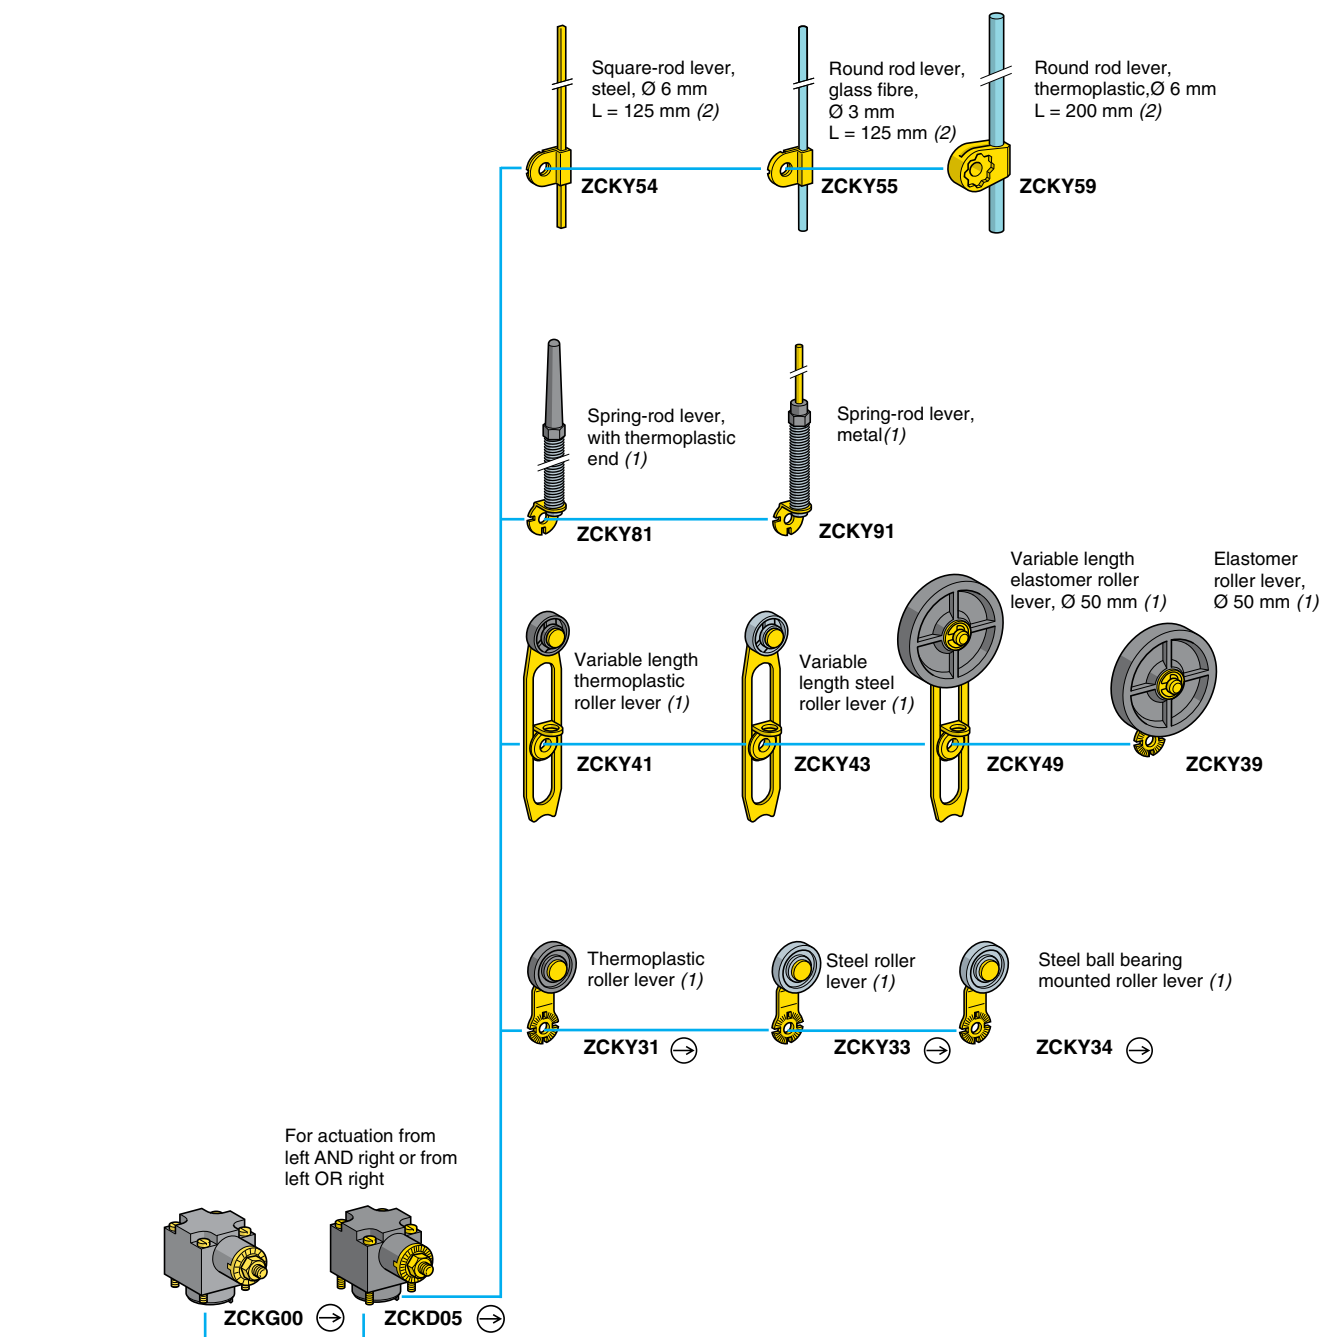 Square-rod lever,
steel, Ø 6 mm
L = 125 mm (2)
ZCKY54
Round rod lever,
glass fibre,
Ø 3 mm
L = 125 mm (2)
ZCKY55
Round rod lever,
thermoplastic,Ø 6 mm
L = 200 mm (2)
ZCKY59
Spring-rod lever,
with thermoplastic
end (1)
ZCKY81
Spring-rod lever,
metal(1)
ZCKY91
Variable length
thermoplastic
roller lever (1)
ZCKY41
Variable
length steel
roller lever (1)
ZCKY43
Variable length
elastomer roller
lever, Ø 50 mm (1)
ZCKY49
Elastomer
roller lever,
Ø 50 mm (1)
ZCKY39
Thermoplastic
roller lever (1)
ZCKY31
Steel roller
lever (1)
ZCKY33
Steel ball bearing
mounted roller lever (1)
ZCKY34
For actuation from
left AND right or from
left OR right
ZCKG00
ZCKD05